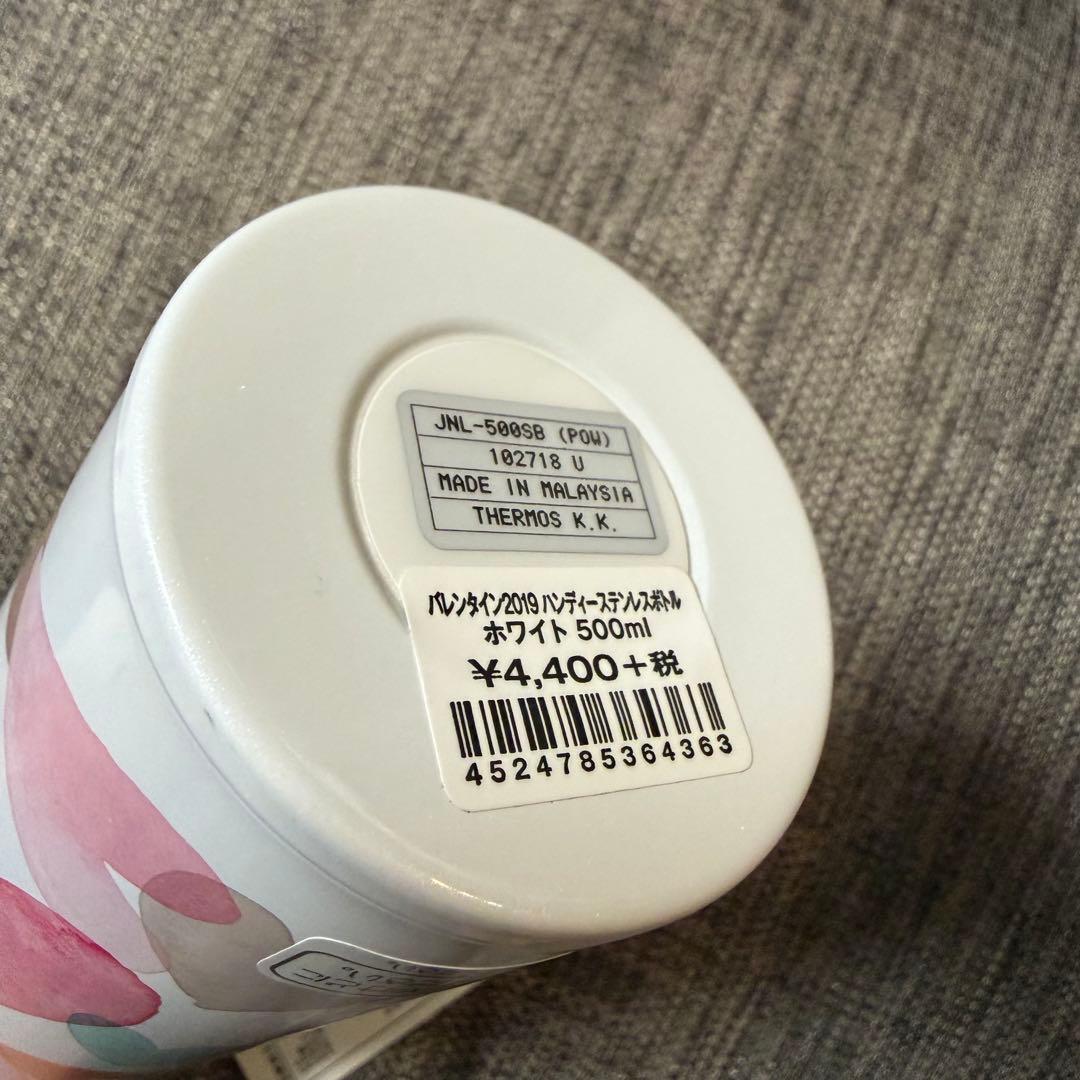 JNL-500SB (POW)
102718 U
MADE IN MALAYSIA
THERMOS K.K.
バレンタイン2019 ハンディーステンレスボトル
ホワイト 500ml
¥4,400+税
4524785364363